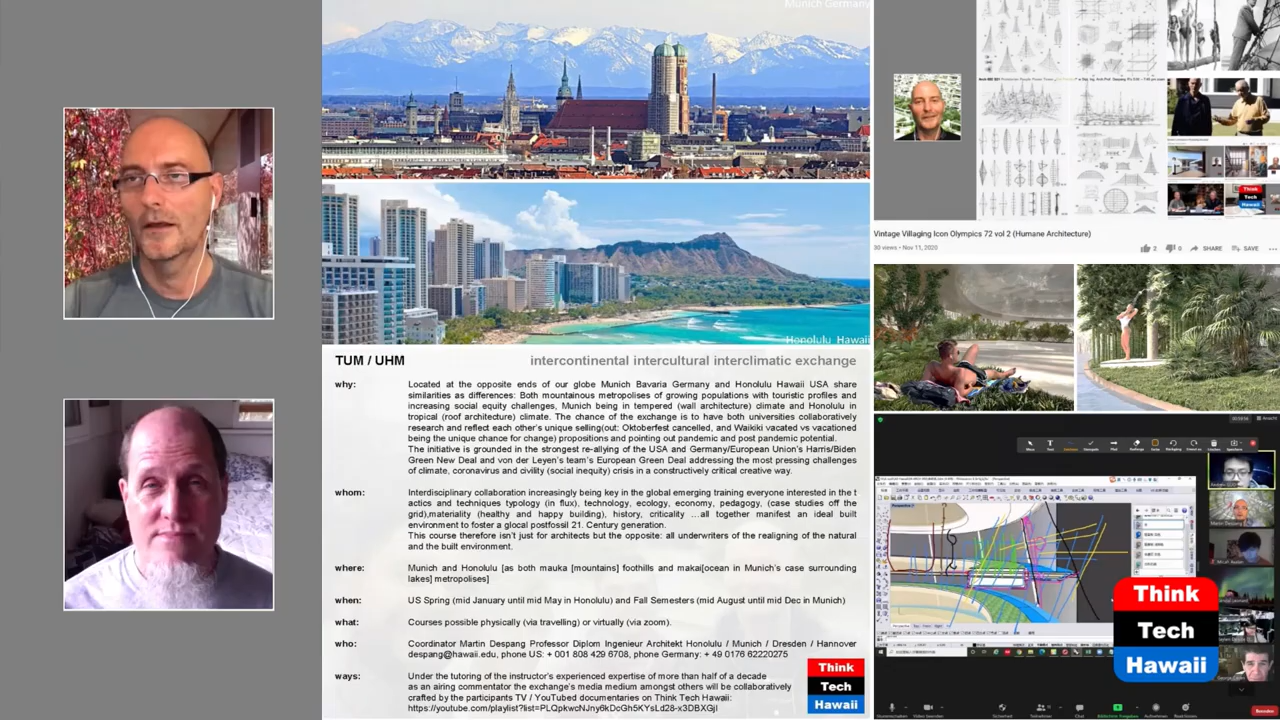 Munich Germany
Honolulu Hawaii
TUM / UHM
intercontinental intercultural interclimatic exchange
why:
Located at the opposite ends of our globe Munich Bavaria Germany and Honolulu Hawaii USA share
similarities as differences: Both mountainous metropolises of growing populations with touristic profiles and
increasing social equity challenges, Munich being in tempered (wall architecture) climate and Honolulu in
tropical (roof architecture) climate. The chance of the exchange is to have both universities collaboratively
research and reflect each other's unique selling(out: Oktoberfest cancelled, and Waikiki vacated vs vacationed
being the unique chance for change) propositions and pointing out pandemic and post pandemic potential.
The initiative is grounded in the strongest re-allying of the USA and Germany/European Union's Harris/Biden
Green New Deal and von der Leyen's team's European Green Deal addressing the most pressing challenges
of climate, coronavirus and civility (social inequity) crisis in a constructively critical creative way.
whom:
Interdisciplinary collaboration increasingly being key in the global emerging training everyone interested in the t
actics and techniques typology (in flux), technology, ecology, economy, pedagogy, (case studies off the
grid),materiality (healthy and happy building), history, criticality ... all together manifest an ideal built
environment to foster a glocal postfossil 21. Century generation.
This course therefore isn't just for architects but the opposite: all underwriters of the realigning of the natural
and the built environment.
where:
Munich and Honolulu [as both mauka [mountains] foothills and makai[ocean in Munich's case surrounding
lakes] metropolises]
when:
US Spring (mid January until mid May in Honolulu) and Fall Semesters (mid August until mid Dec in Munich)
what:
Courses possible physically (via travelling) or virtually (via zoom).
who:
Coordinator Martin Despang Professor Diplom Ingenieur Architekt Honolulu / Munich / Dresden / Hannover
despang@hawaii.edu, phone US: + 001 808 429 6708, phone Germany: + 49 0176 62220275
ways:
Under the tutoring of the instructor's experienced expertise of more than half of a decade
as an airing commentator the exchange's media medium amongst others will be collaboratively
crafted by the participants TV / YouTubed documentaries on Think Tech Hawaii:
https://youtube.com/playlist?list=PLQpkwcNJny6kDcGh5KYsLd28-x3DBXGjI
Think
Tech
Hawaii
Think
Tech
Hawaii
Vintage Villaging Icon Olympics 72 vol 2 (Humane Architecture)
30 views • Nov 11, 2020
2
0
SHARE
SAVE
Think
Tech
Hawaii